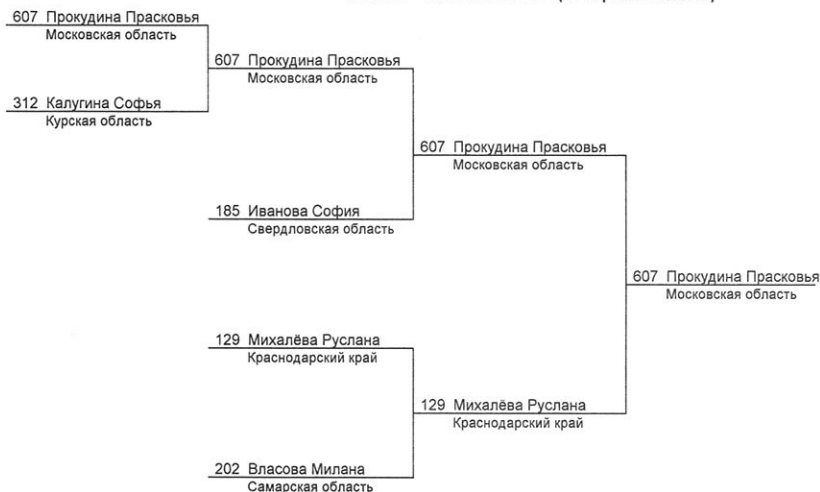 607 Прокудина Прасковья
Московская область
607 Прокудина Прасковья
Московская область
312 Калугина Софья
Курская область
607 Прокудина Прасковья
Московская область
185 Иванова София
Свердловская область
607 Прокудина Прасковья
Московская область
129 Михалёва Руслана
Краснодарский край
129 Михалёва Руслана
Краснодарский край
202 Власова Милана
Самарская область